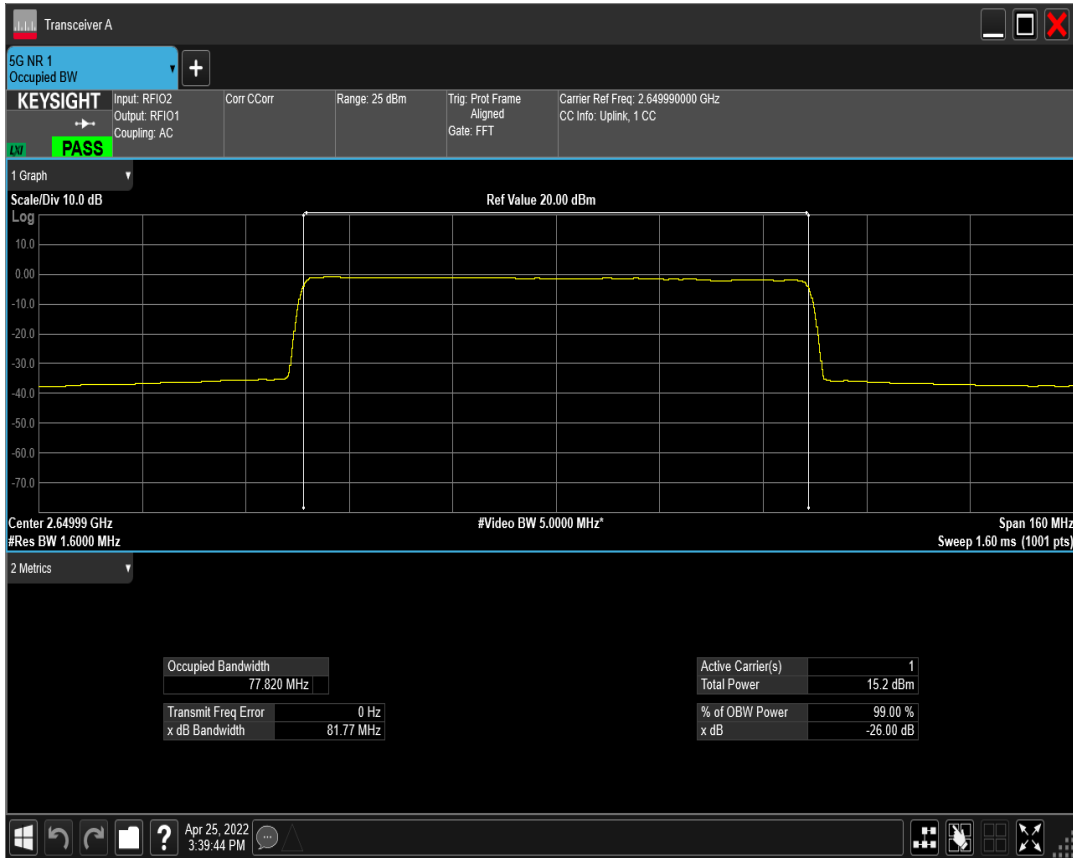 Transceiver A
5G NR 1
Occupied BW
+
KEYSIGHT
LXI
PASS
Input: RFIO2
Output: RFIO1
Coupling: AC
Corr CCorr
Range: 25 dBm
Trig: Prot Frame
Aligned
Gate: FFT
Carrier Ref Freq: 2.649990000 GHz
CC Info: Uplink, 1 CC
1 Graph
Scale/Div 10.0 dB
Ref Value 20.00 dBm
Log
10.0
0.00
-10.0
-20.0
-30.0
-40.0
-50.0
-60.0
-70.0
Center 2.64999 GHz
#Video BW 5.0000 MHz*
Span 160 MHz
#Res BW 1.6000 MHz
Sweep 1.60 ms (1001 pts)
2 Metrics
Occupied Bandwidth
77.820 MHz
Transmit Freq Error 0 Hz
x dB Bandwidth 81.77 MHz
Active Carrier(s) 1
Total Power 15.2 dBm
% of OBW Power 99.00 %
x dB -26.00 dB
?
Apr 25, 2022
3:39:44 PM